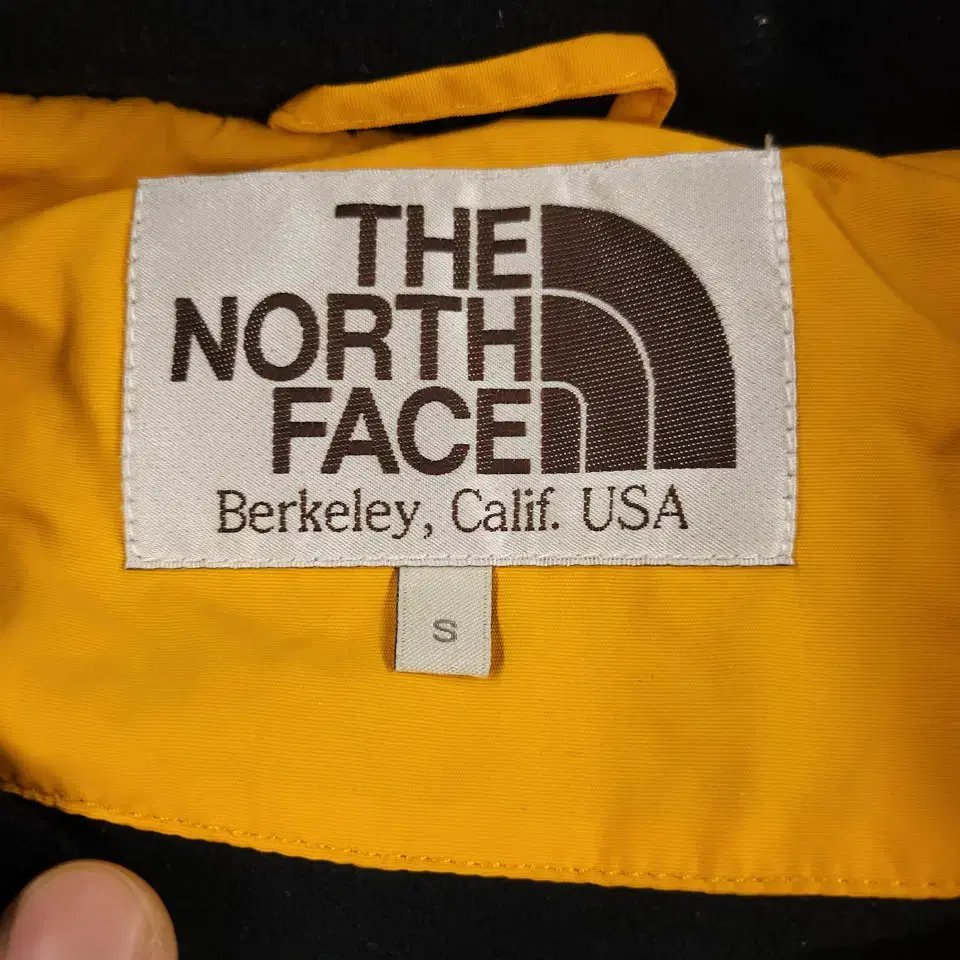 THE
NORTH
FACE
Berkeley, Calif. USA
S